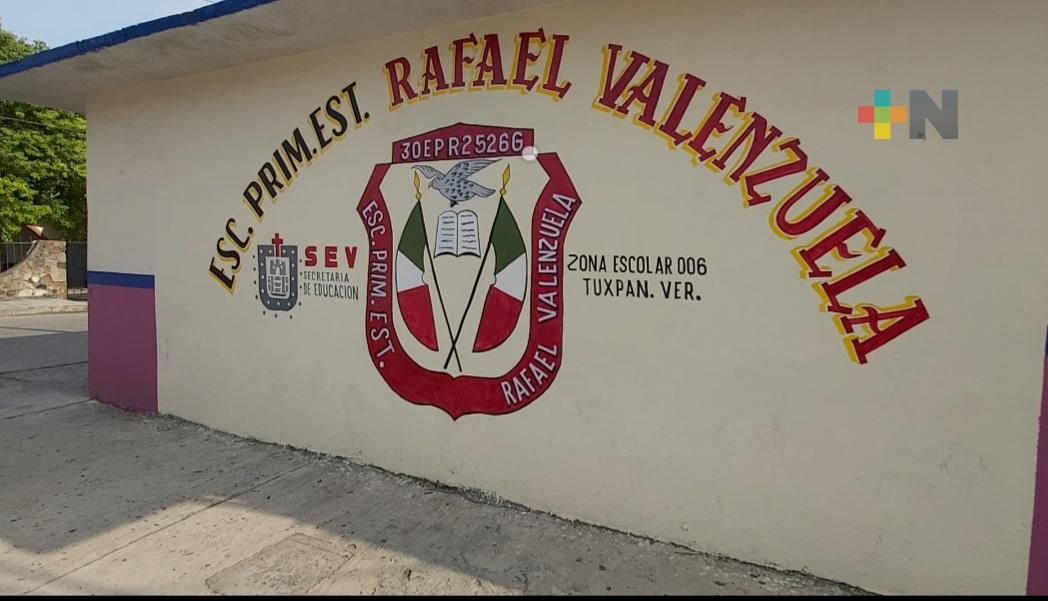 ESC. PRIM. EST. RAFAEL VALENZUELA
+N
30EPR2526G
ESC. PRIM. EST.
RAFAEL VALENZUELA
SEV
SECRETARIA
DE EDUCACION
ZONA ESCOLAR 006
TUXPAN. VER.